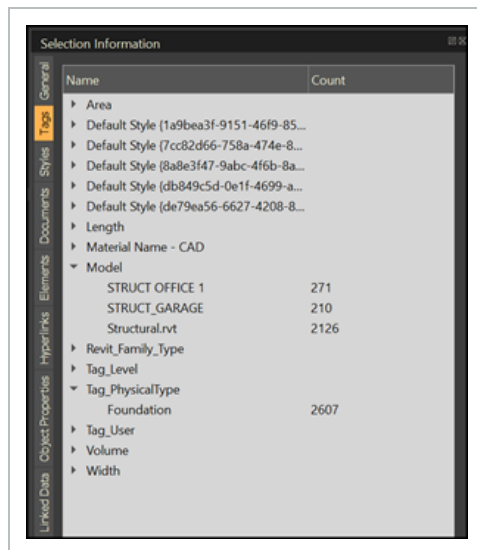 Selection Information
General
Tags
Styles
Documents
Elements
Hyperlinks
Object Properties
Linked Data
Name Count
Area
Default Style {1a9bea3f-9151-46f9-85...
Default Style {7cc82d66-758a-474e-8...
Default Style {8a8e3f47-9abc-4f6b-8a...
Default Style {db849c5d-0e1f-4699-a...
Default Style {de79ea56-6627-4208-8...
Length
Material Name - CAD
Model
STRUCT OFFICE 1 271
STRUCT_GARAGE 210
Structural.rvt 2126
Revit_Family_Type
Tag_Level
Tag_PhysicalType
Foundation 2607
Tag_User
Volume
Width